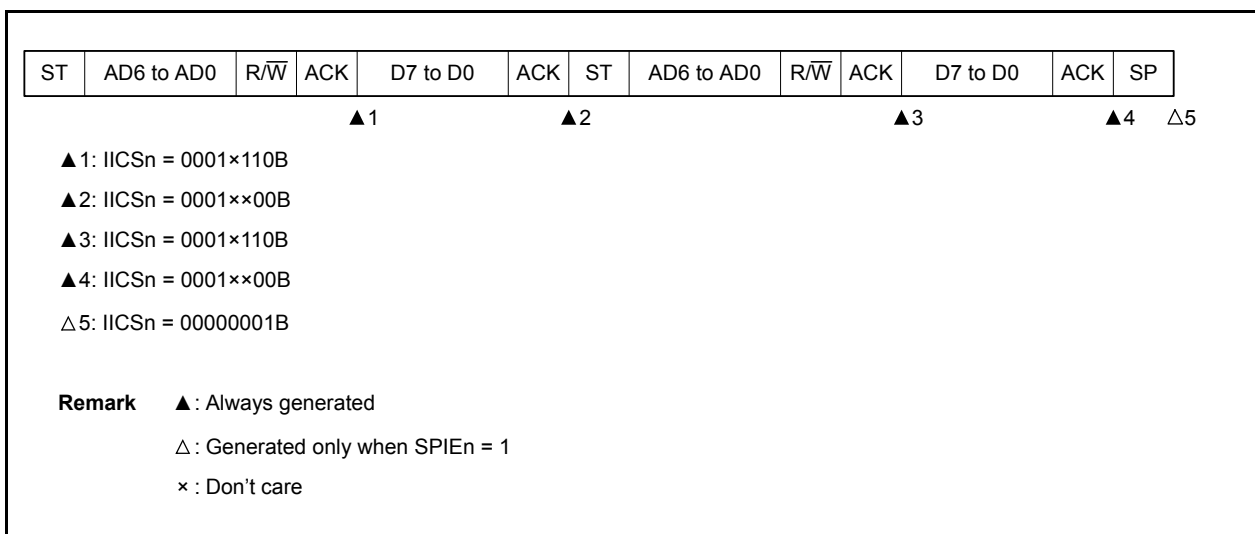 ST AD6 to AD0 R/W̅ ACK D7 to D0 ACK ST AD6 to AD0 R/W̅ ACK D7 to D0 ACK SP
▲1 ▲2 ▲3 ▲4 △5
▲1: IICSn = 0001×110B
▲2: IICSn = 0001××00B
▲3: IICSn = 0001×110B
▲4: IICSn = 0001××00B
△5: IICSn = 00000001B
Remark ▲: Always generated
△: Generated only when SPIEn = 1
×: Don't care